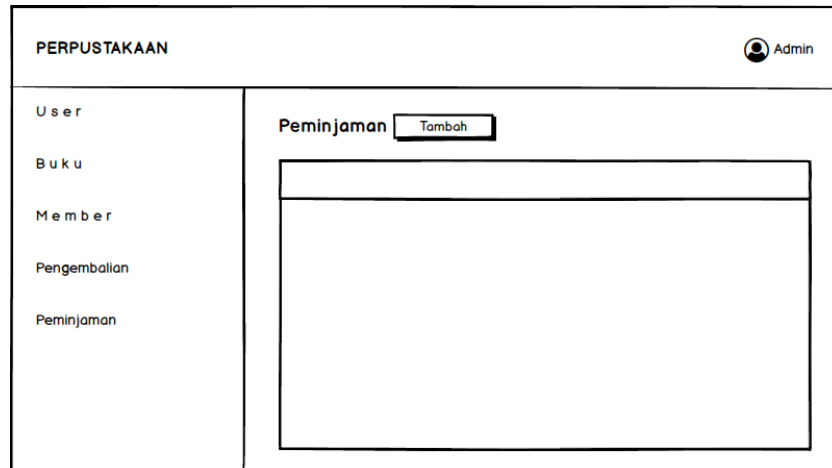 PERPUSTAKAAN
Admin
User
Buku
Member
Pengembalian
Peminjaman
Peminjaman Tambah